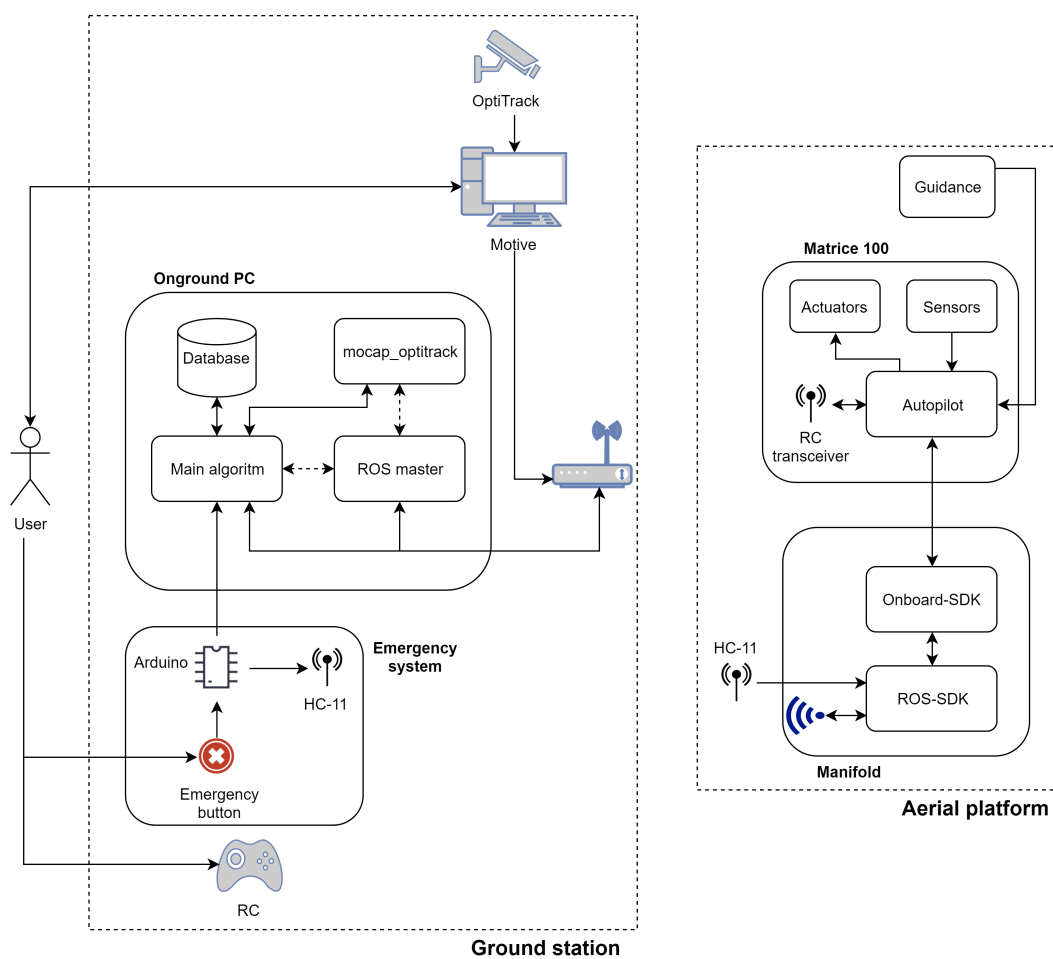 OptiTrack
Motive
Onground PC
Database
mocap_optitrack
Main algoritm
ROS master
User
Arduino
Emergency
system
HC-11
Emergency
button
RC
Ground station
Guidance
Matrice 100
Actuators
Sensors
Autopilot
RC
transceiver
Onboard-SDK
HC-11
ROS-SDK
Manifold
Aerial platform